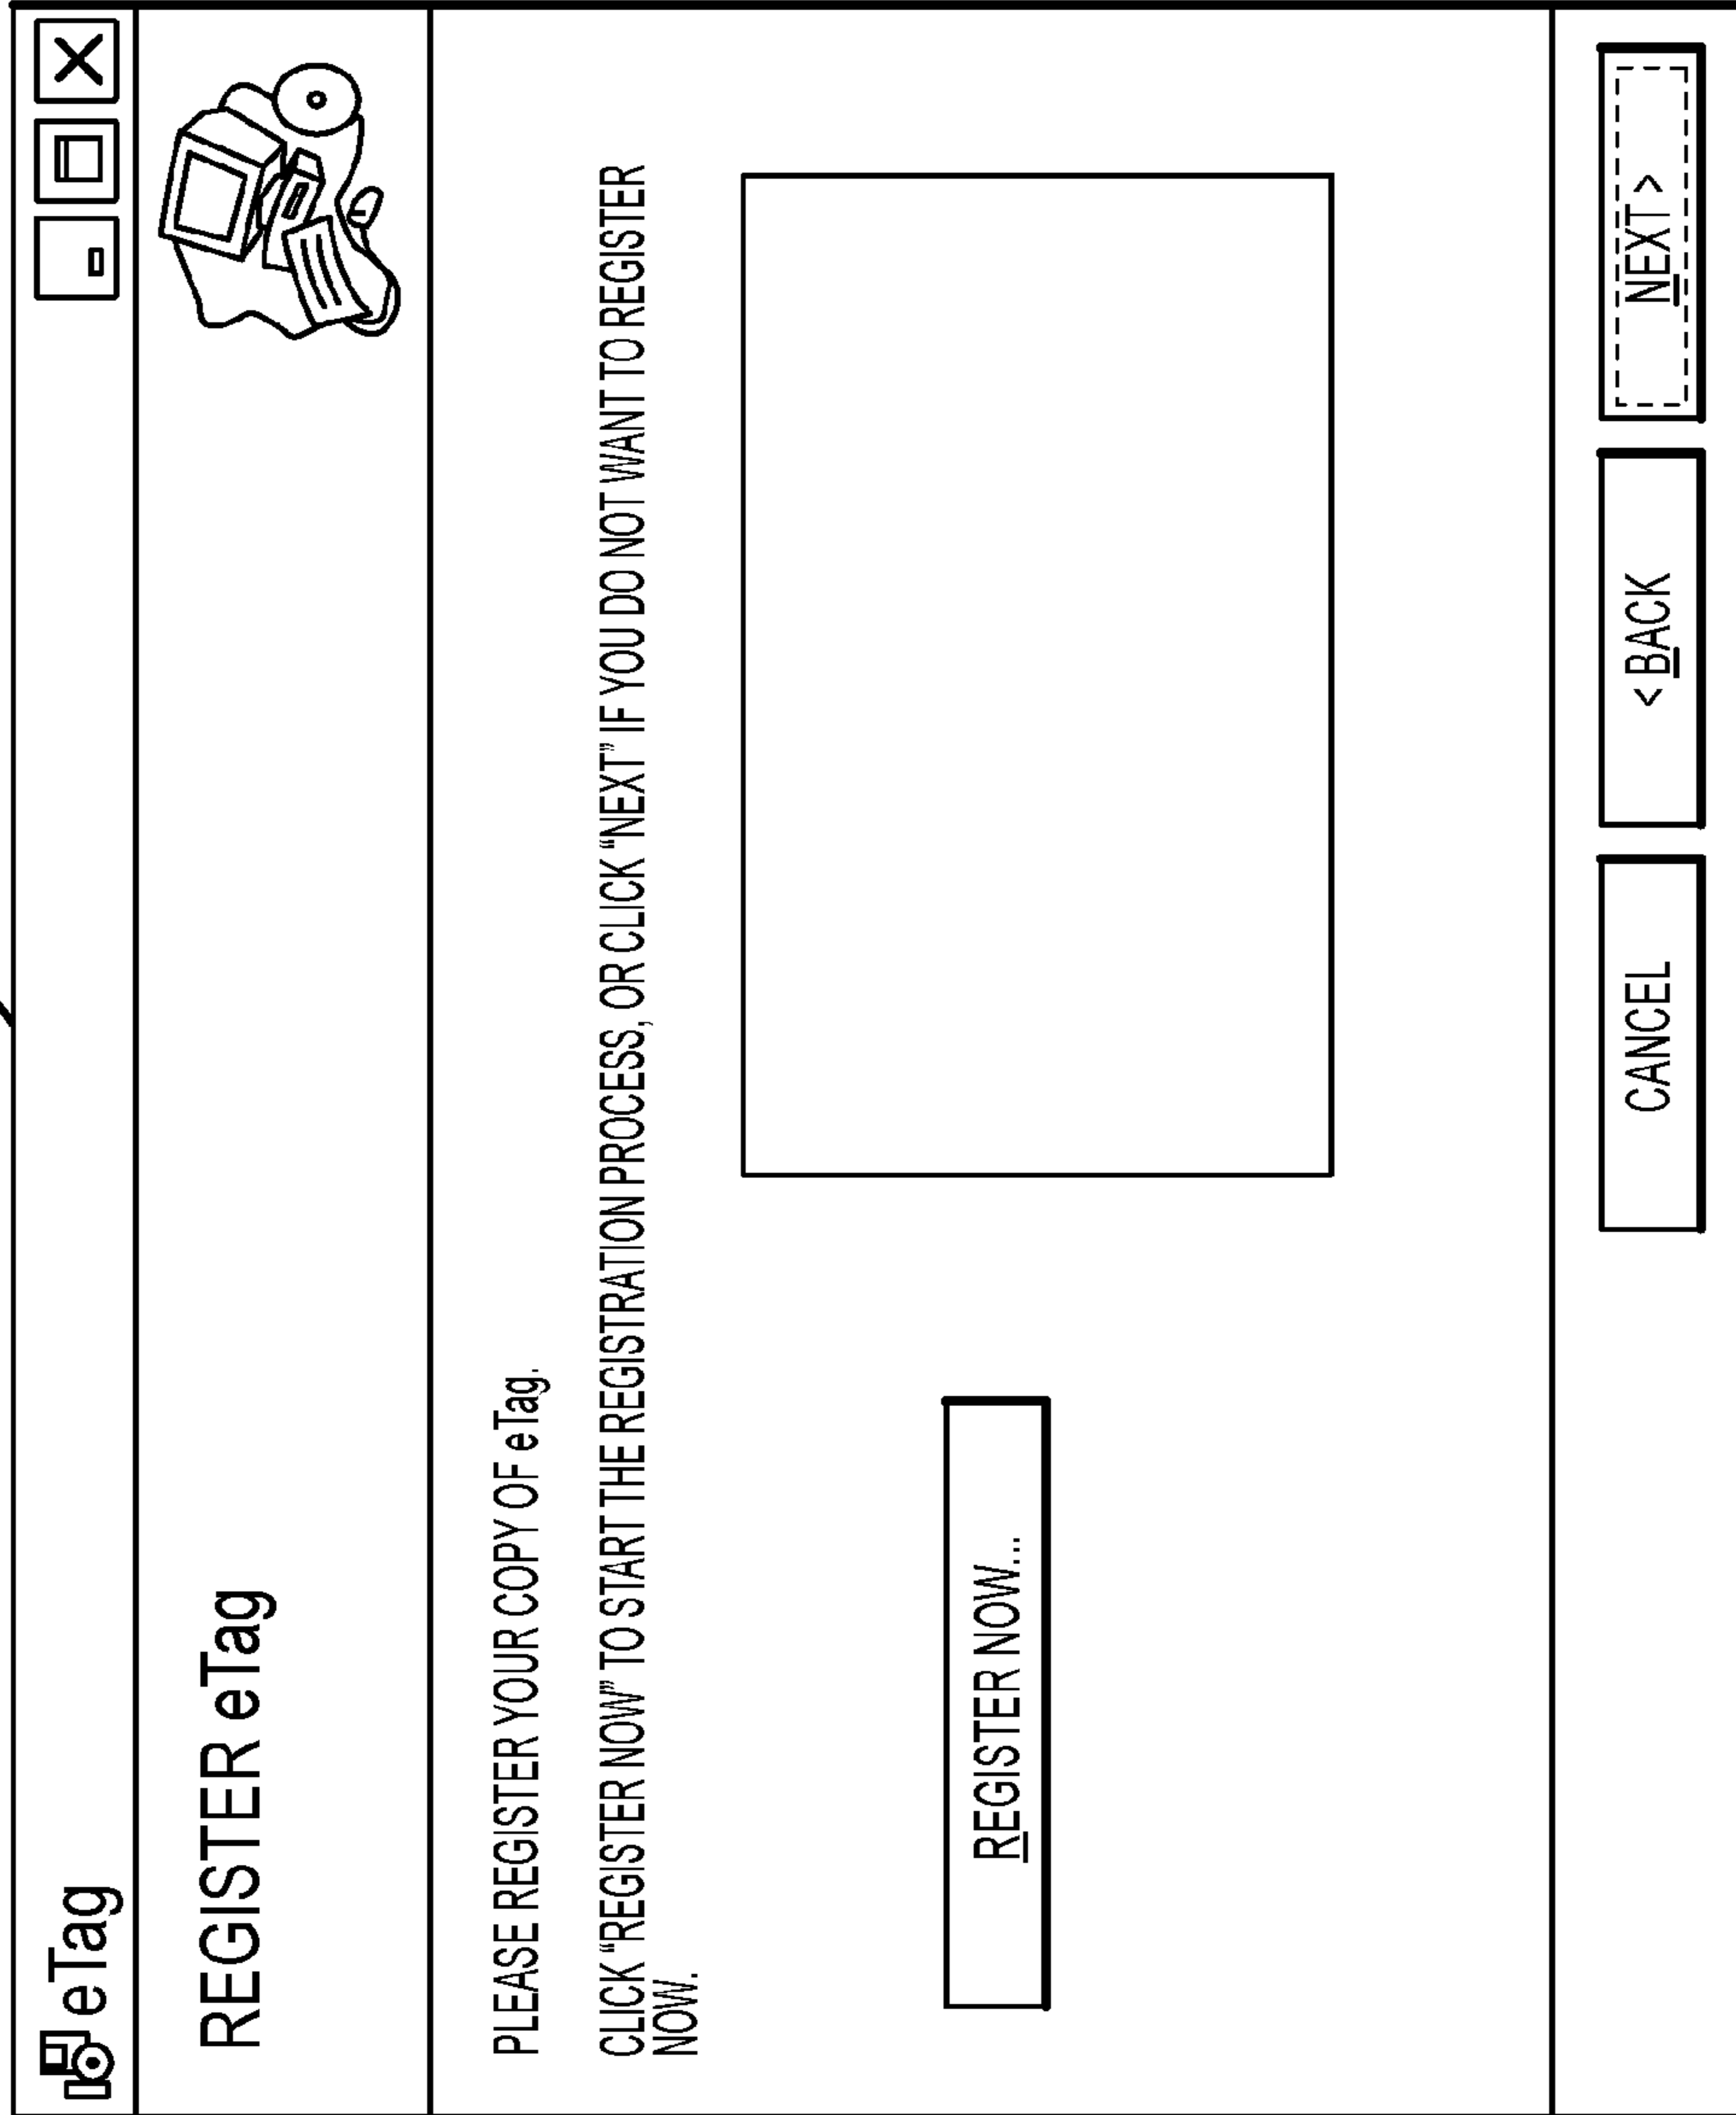 eTag
REGISTER eTag
PLEASE REGISTER YOUR COPY OF eTag.
CLICK “REGISTER NOW” TO START THE REGISTRATION PROCESS, OR CLICK “NEXT” IF YOU DO NOT WANT TO REGISTER
NOW.
REGISTER NOW...
CANCEL
< BACK
NEXT >